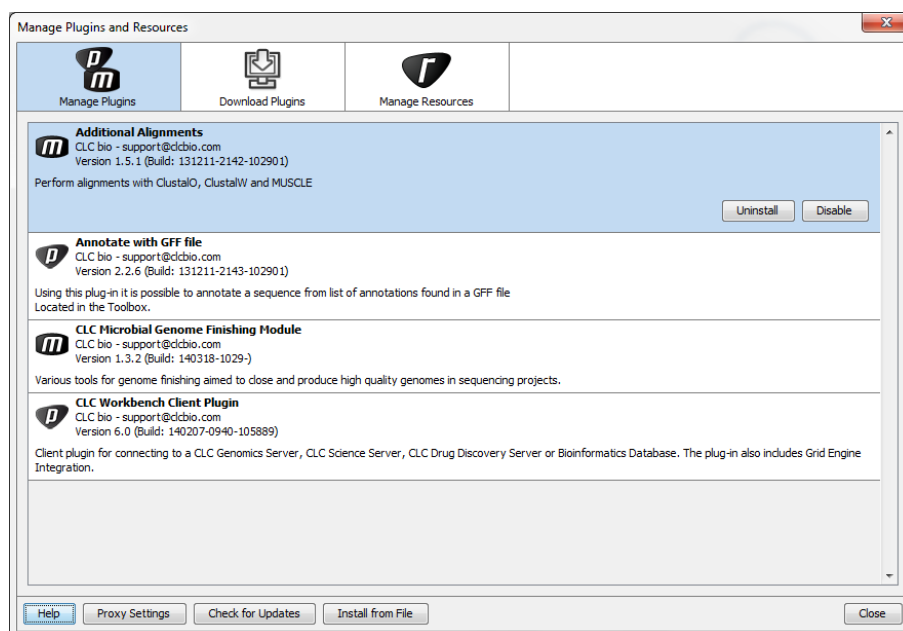 Manage Plugins and Resources
Manage Plugins
Download Plugins
Manage Resources
Additional Alignments
CLC bio - support@clcbio.com
Version 1.5.1 (Build: 131211-2142-102901)
Perform alignments with ClustalO, ClustalW and MUSCLE
Uninstall
Disable
Annotate with GFF file
CLC bio - support@clcbio.com
Version 2.2.6 (Build: 131211-2143-102901)
Using this plug-in it is possible to annotate a sequence from list of annotations found in a GFF file
Located in the Toolbox.
CLC Microbial Genome Finishing Module
CLC bio - support@clcbio.com
Version 1.3.2 (Build: 140318-1029-)
Various tools for genome finishing aimed to close and produce high quality genomes in sequencing projects.
CLC Workbench Client Plugin
CLC bio - support@clcbio.com
Version 6.0 (Build: 140207-0940-105889)
Client plugin for connecting to a CLC Genomics Server, CLC Science Server, CLC Drug Discovery Server or Bioinformatics Database. The plug-in also includes Grid Engine
Integration.
Help
Proxy Settings
Check for Updates
Install from File
Close